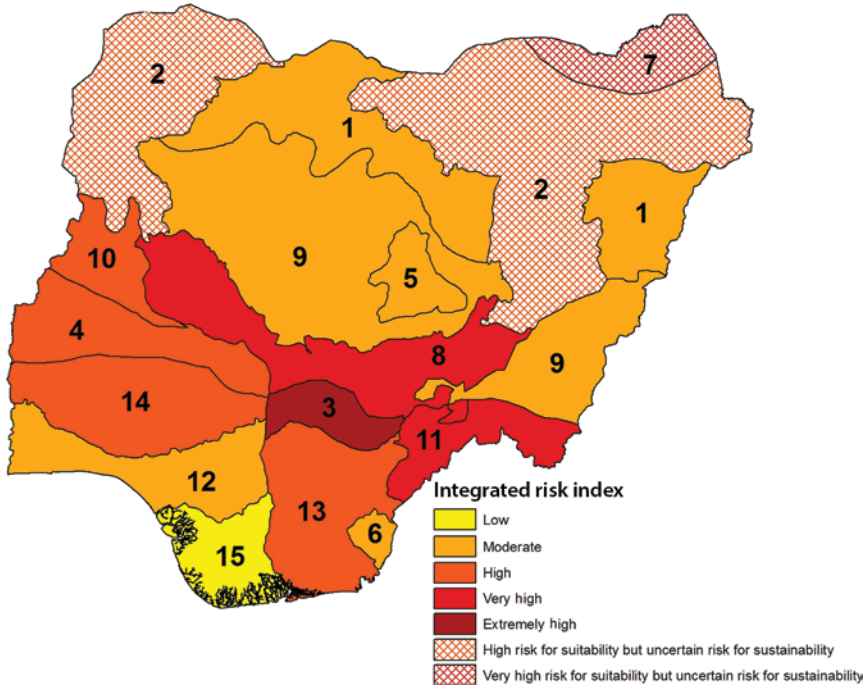 7
2
1
2
1
10
9
5
4
8
9
14
3
11
12
13
6
15
Integrated risk index
Low
Moderate
High
Very high
Extremely high
High risk for suitability but uncertain risk for sustainability
Very high risk for suitability but uncertain risk for sustainability